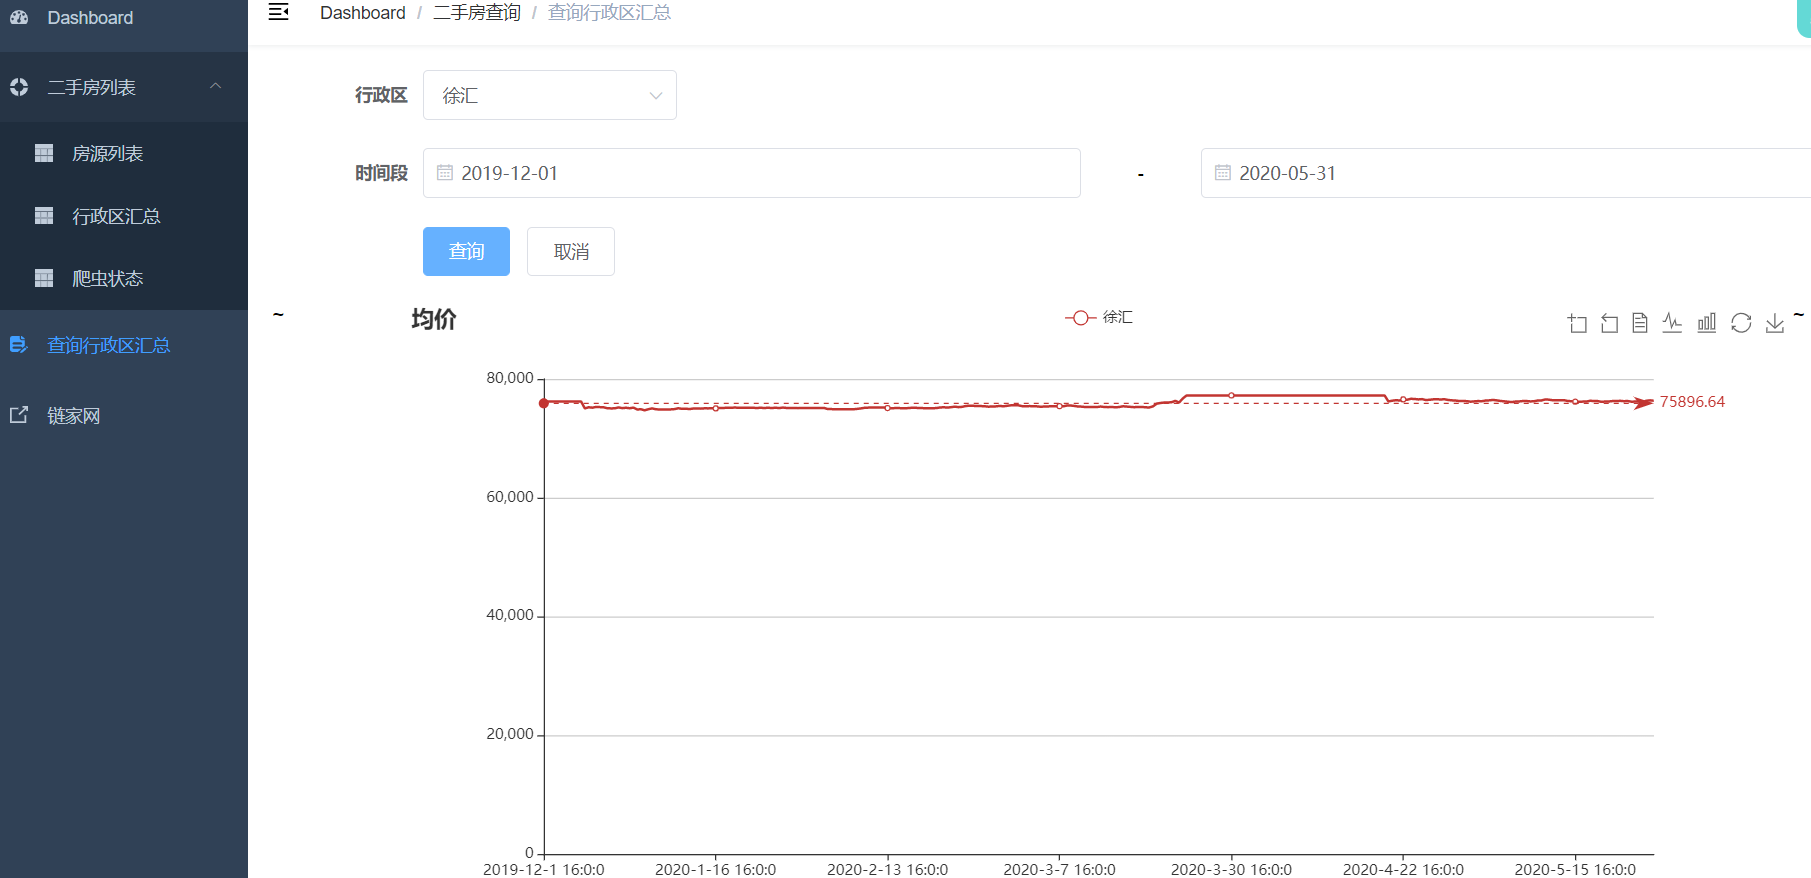 Dashboard
二手房列表
房源列表
行政区汇总
爬虫状态
查询行政区汇总
链家网
Dashboard / 二手房查询 / 查询行政区汇总
行政区 徐汇
时间段 2019-12-01 - 2020-05-31
查询 取消
~ 均价 徐汇 ~
80,000
75896.64
60,000
40,000
20,000
0
2019-12-1 16:0:0 2020-1-16 16:0:0 2020-2-13 16:0:0 2020-3-7 16:0:0 2020-3-30 16:0:0 2020-4-22 16:0:0 2020-5-15 16:0:0